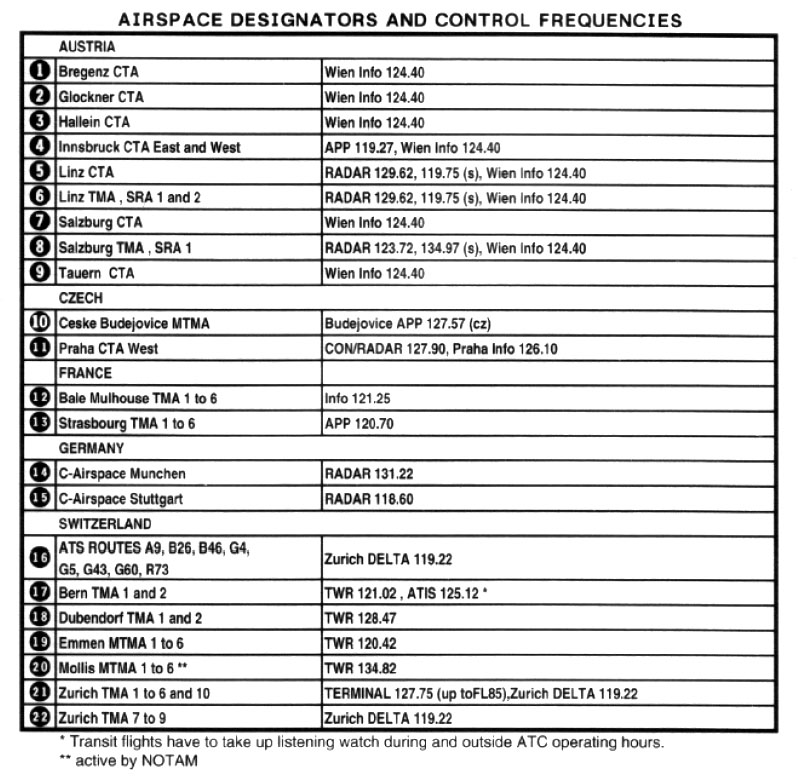 AIRSPACE DESIGNATORS AND CONTROL FREQUENCIES
AUSTRIA
1 Bregenz CTA Wien Info 124.40
2 Glockner CTA Wien Info 124.40
3 Hallein CTA Wien Info 124.40
4 Innsbruck CTA East and West APP 119.27, Wien Info 124.40
5 Linz CTA RADAR 129.62, 119.75 (s), Wien Info 124.40
6 Linz TMA , SRA 1 and 2 RADAR 129.62, 119.75 (s), Wien Info 124.40
7 Salzburg CTA Wien Info 124.40
8 Salzburg TMA , SRA 1 RADAR 123.72, 134.97 (s), Wien Info 124.40
9 Tauern CTA Wien Info 124.40
CZECH
10 Ceske Budejovice MTMA Budejovice APP 127.57 (cz)
11 Praha CTA West CON/RADAR 127.90, Praha Info 126.10
FRANCE
12 Bale Mulhouse TMA 1 to 6 Info 121.25
13 Strasbourg TMA 1 to 6 APP 120.70
GERMANY
14 C-Airspace Munchen RADAR 131.22
15 C-Airspace Stuttgart RADAR 118.60
SWITZERLAND
16 ATS ROUTES A9, B26, B46, G4,
G5, G43, G60, R73 Zurich DELTA 119.22
17 Bern TMA 1 and 2 TWR 121.02 , ATIS 125.12 *
18 Dubendorf TMA 1 and 2 TWR 128.47
19 Emmen MTMA 1 to 6 TWR 120.42
20 Mollis MTMA 1 to 6 ** TWR 134.82
21 Zurich TMA 1 to 6 and 10 TERMINAL 127.75 (up toFL85),Zurich DELTA 119.22
22 Zurich TMA 7 to 9 Zurich DELTA 119.22
* Transit flights have to take up listening watch during and outside ATC operating hours.
** active by NOTAM